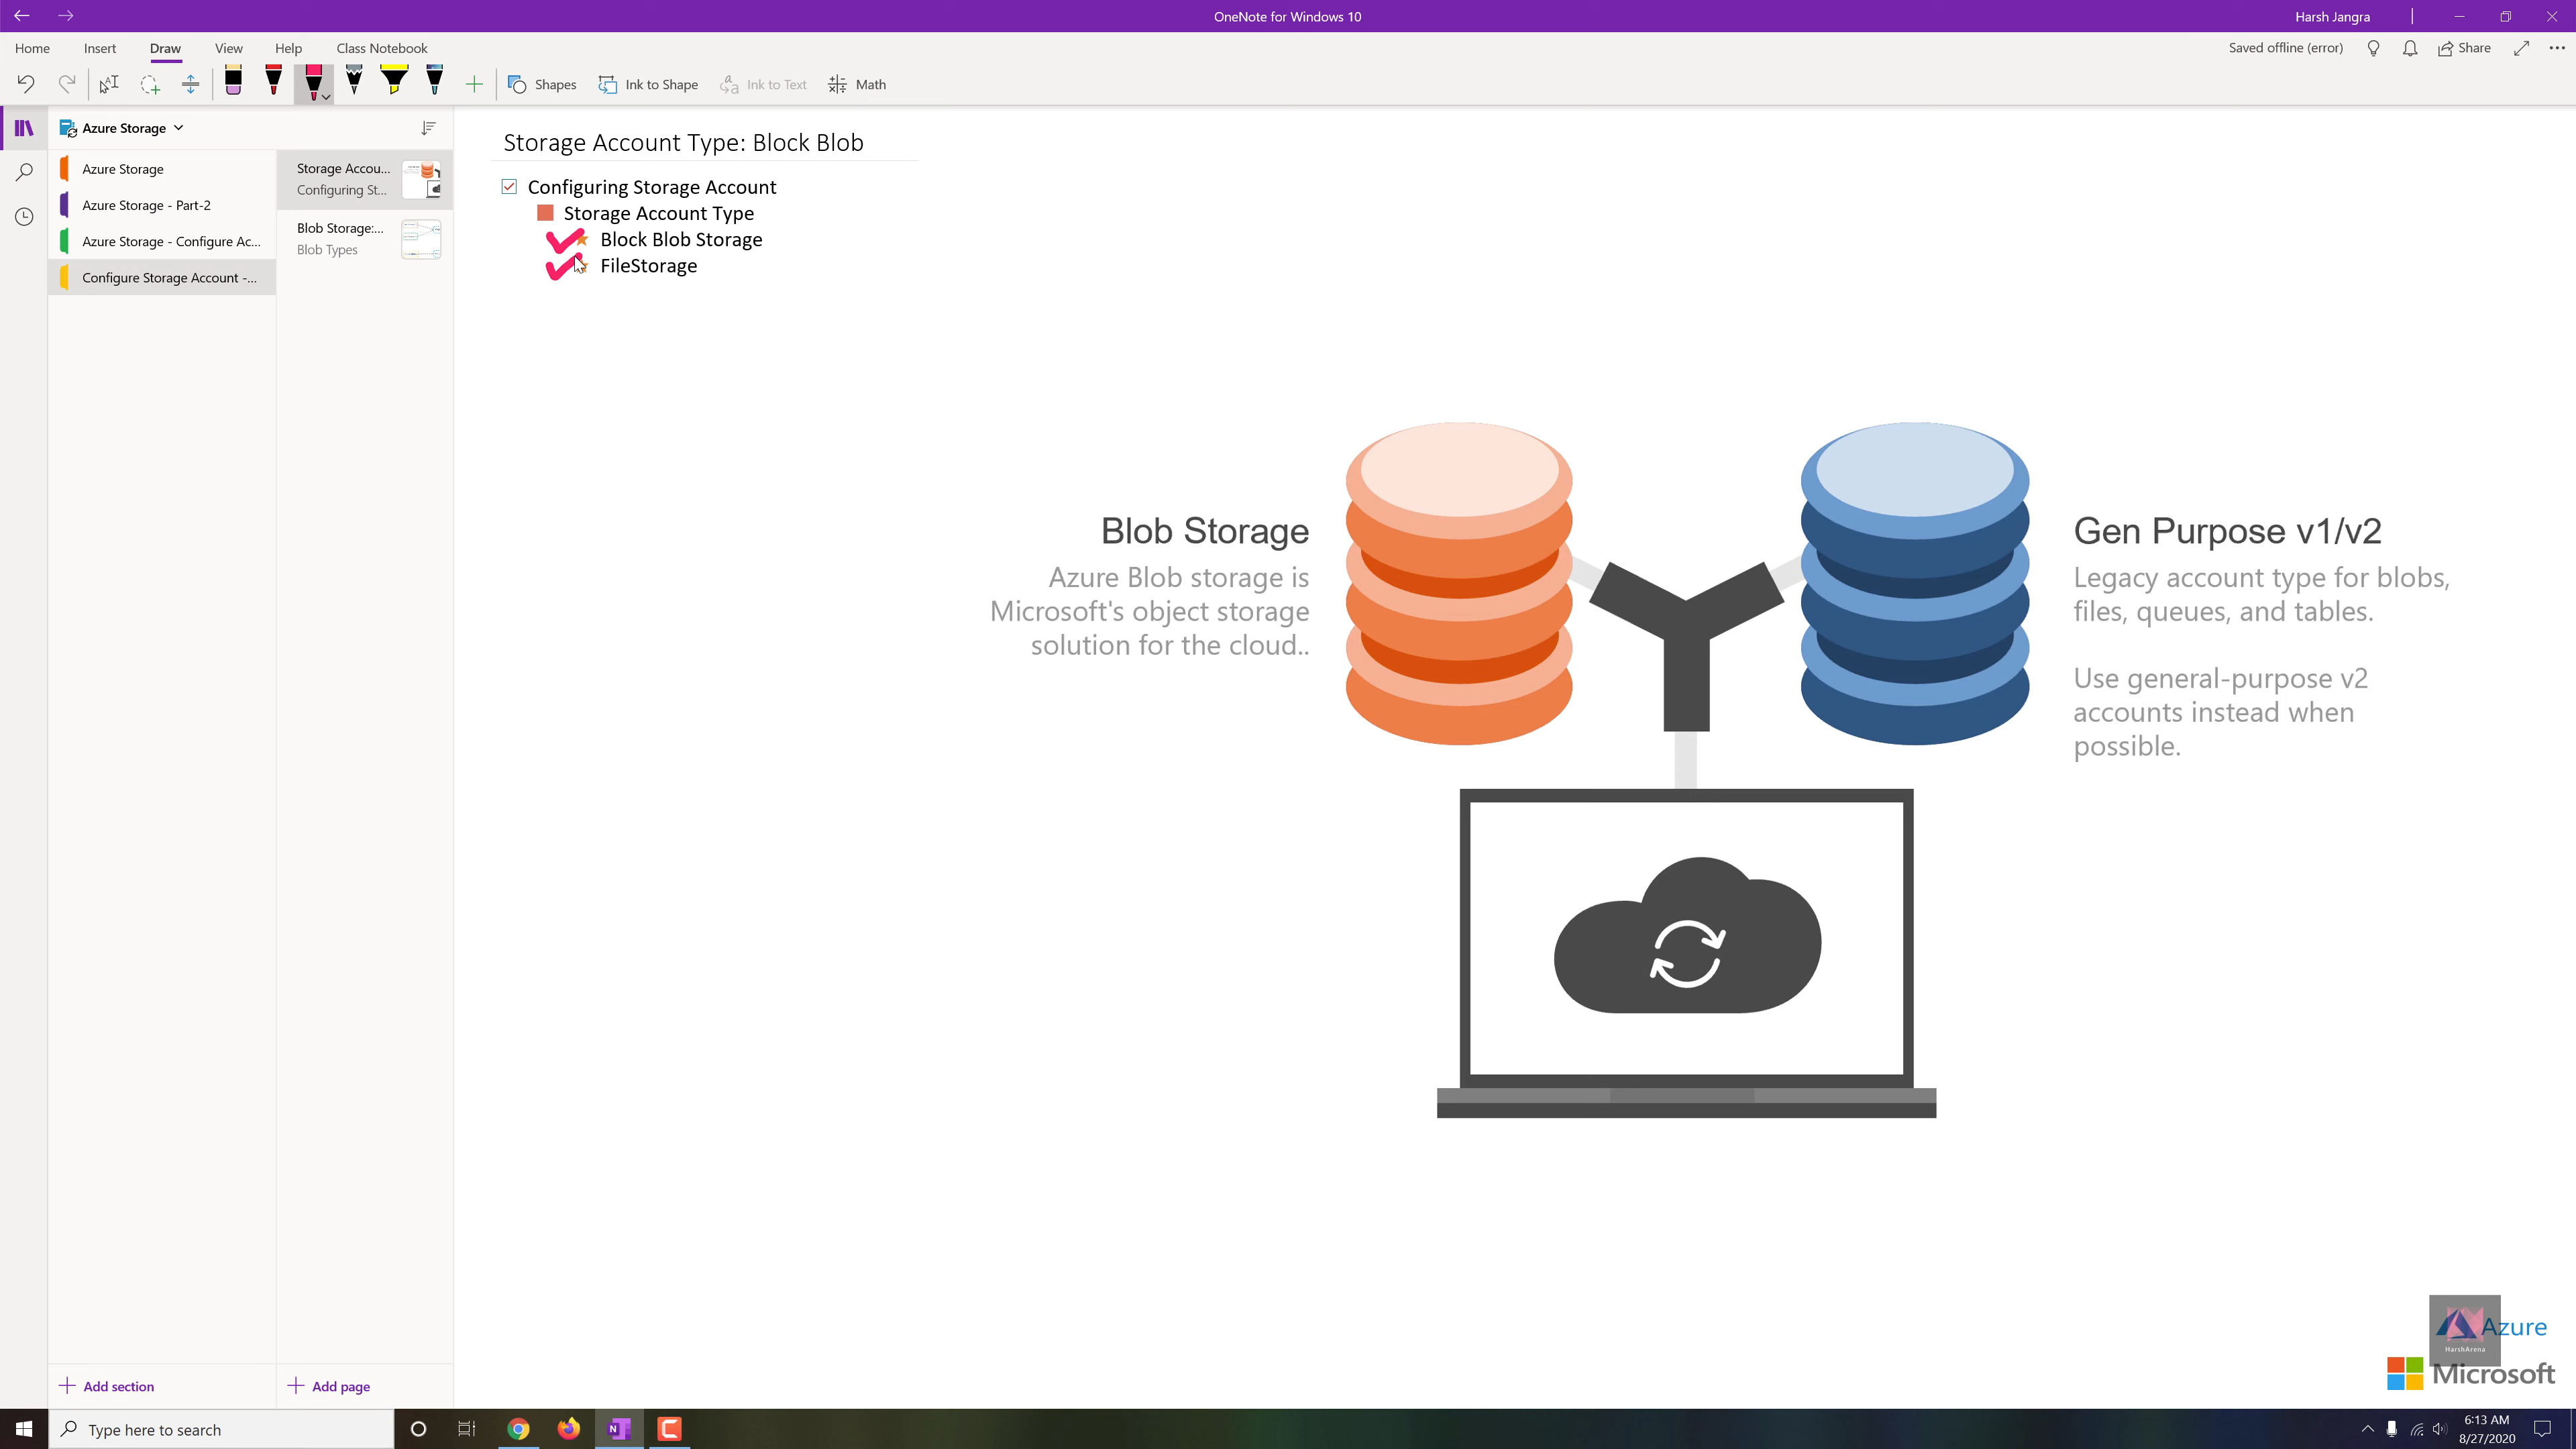 OneNote for Windows 10
Harsh Jangra
Home
Insert
Draw
View
Help
Class Notebook
Saved offline (error)
Share
Shapes
Ink to Shape
Ink to Text
Math
Azure Storage
Azure Storage
Azure Storage - Part-2
Azure Storage - Configure Ac...
Configure Storage Account -...
Storage Accou...
Configuring St...
Blob Storage:...
Blob Types
Storage Account Type: Block Blob
Configuring Storage Account
Storage Account Type
Block Blob Storage
FileStorage
Blob Storage
Azure Blob storage is
Microsoft's object storage
solution for the cloud..
Gen Purpose v1/v2
Legacy account type for blobs,
files, queues, and tables.
Use general-purpose v2
accounts instead when
possible.
Azure
HarshArena
Microsoft
Add section
Add page
Type here to search
6:13 AM
8/27/2020